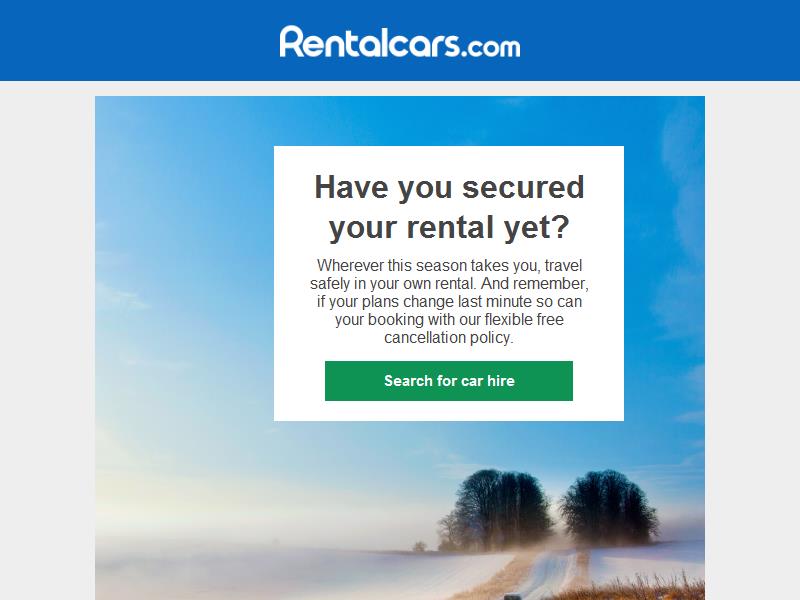 Rentalcars.com
Have you secured
your rental yet?
Wherever this season takes you, travel
safely in your own rental. And remember,
if your plans change last minute so can
your booking with our flexible free
cancellation policy.
Search for car hire